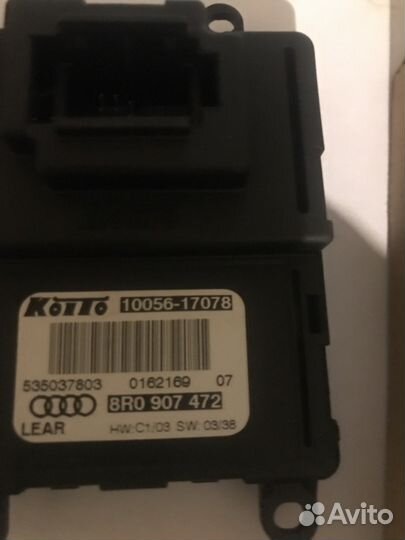 KOITO 10056-17078
535037803 0162169 07
8R0 907 472
LEAR HW:C1/03 SW: 03/38
Avito